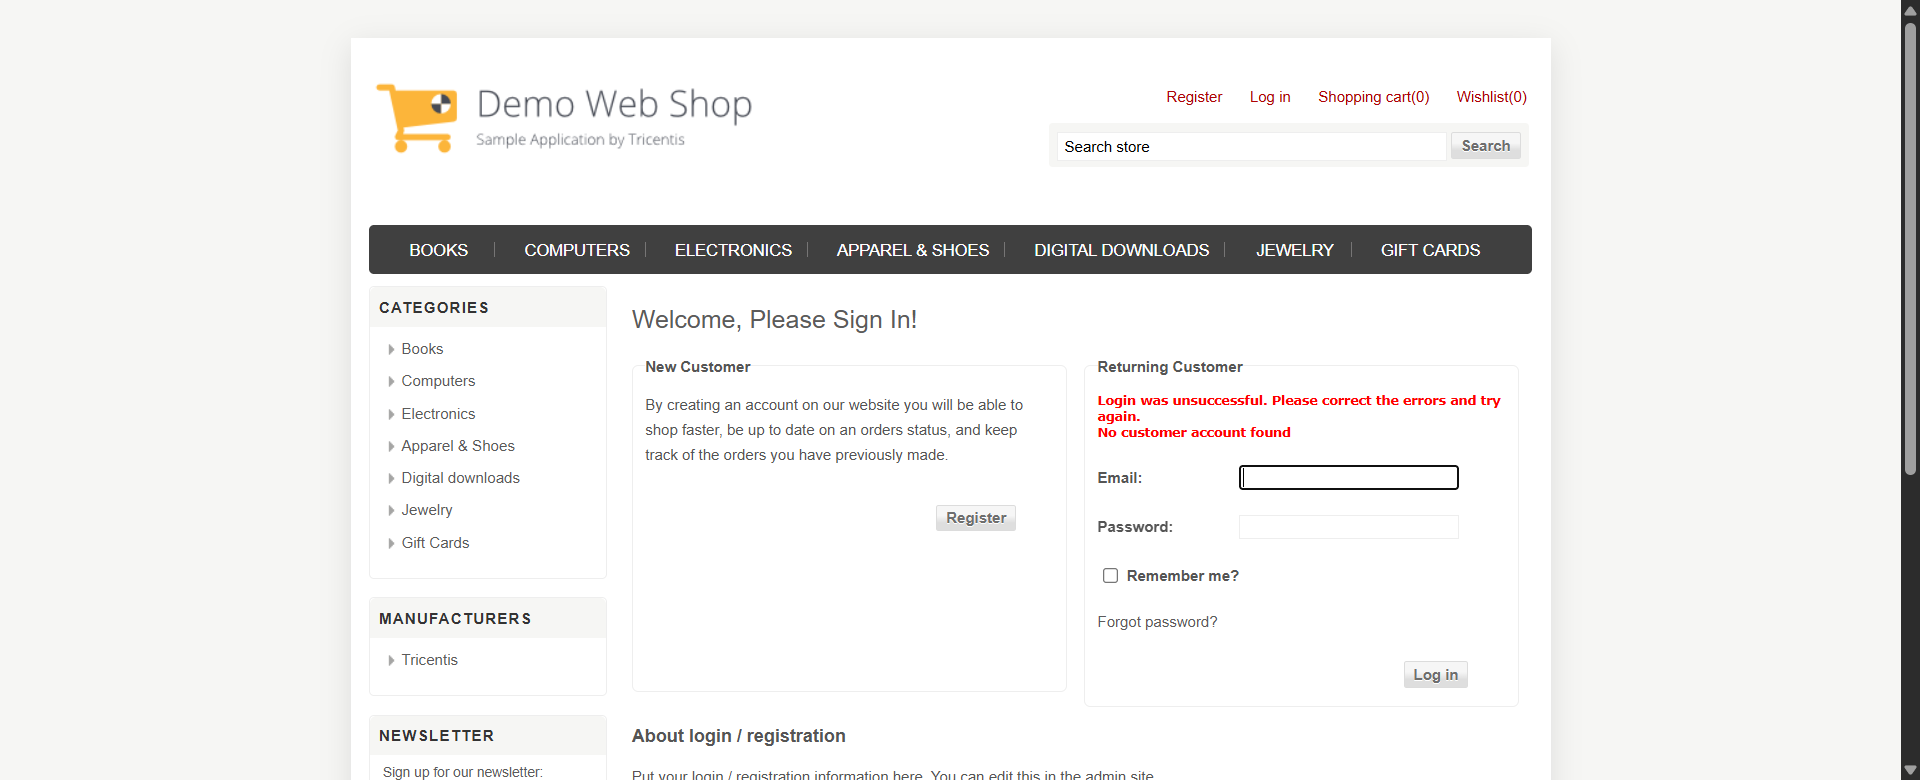 Demo Web Shop
Sample Application by Tricentis
Register Log in Shopping cart(0) Wishlist(0)
Search store Search
BOOKS COMPUTERS ELECTRONICS APPAREL & SHOES DIGITAL DOWNLOADS JEWELRY GIFT CARDS
CATEGORIES
Books
Computers
Electronics
Apparel & Shoes
Digital downloads
Jewelry
Gift Cards
MANUFACTURERS
Tricentis
NEWSLETTER
Sign up for our newsletter:
Welcome, Please Sign In!
New Customer
By creating an account on our website you will be able to
shop faster, be up to date on an orders status, and keep
track of the orders you have previously made.
Register
Returning Customer
Login was unsuccessful. Please correct the errors and try
again.
No customer account found
Email:
Password:
Remember me?
Forgot password?
Log in
About login / registration
Put your login / registration information here. You can edit this in the admin site.